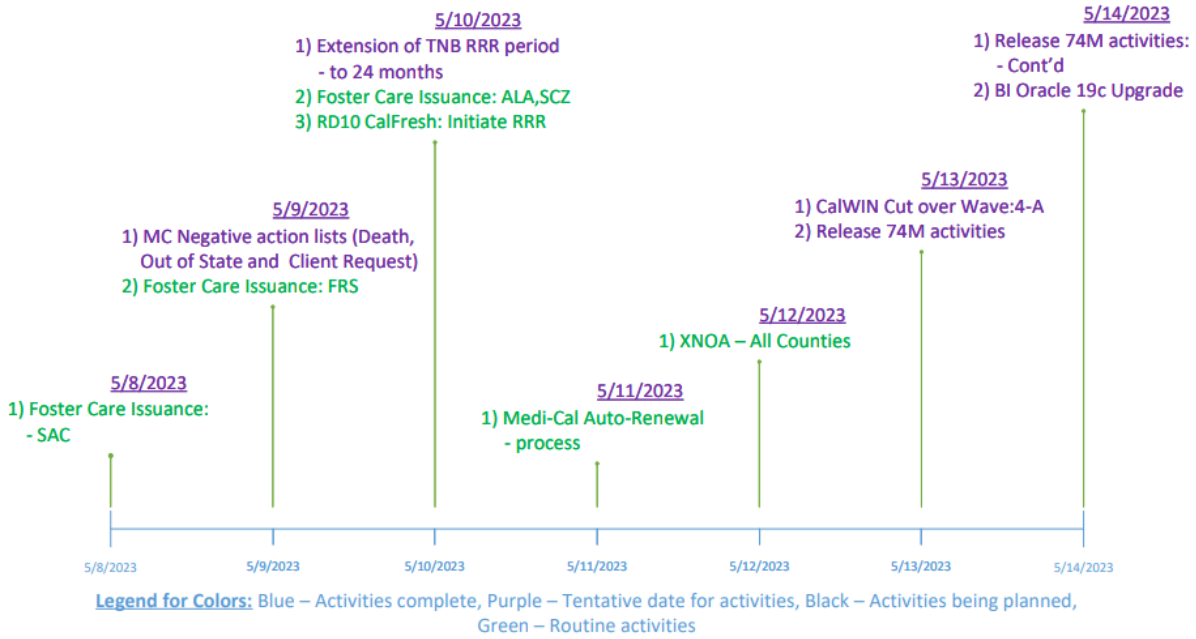 5/8/2023
1) Foster Care Issuance:
- SAC
5/9/2023
1) MC Negative action lists (Death,
Out of State and Client Request)
2) Foster Care Issuance: FRS
5/10/2023
1) Extension of TNB RRR period
- to 24 months
2) Foster Care Issuance: ALA,SCZ
3) RD10 CalFresh: Initiate RRR
5/11/2023
1) Medi-Cal Auto-Renewal
- process
5/12/2023
1) XNOA – All Counties
5/13/2023
1) CalWIN Cut over Wave:4-A
2) Release 74M activities
5/14/2023
1) Release 74M activities:
- Cont’d
2) BI Oracle 19c Upgrade
5/8/2023
5/9/2023
5/10/2023
5/11/2023
5/12/2023
5/13/2023
5/14/2023
Legend for Colors: Blue – Activities complete, Purple – Tentative date for activities, Black – Activities being planned,
Green – Routine activities